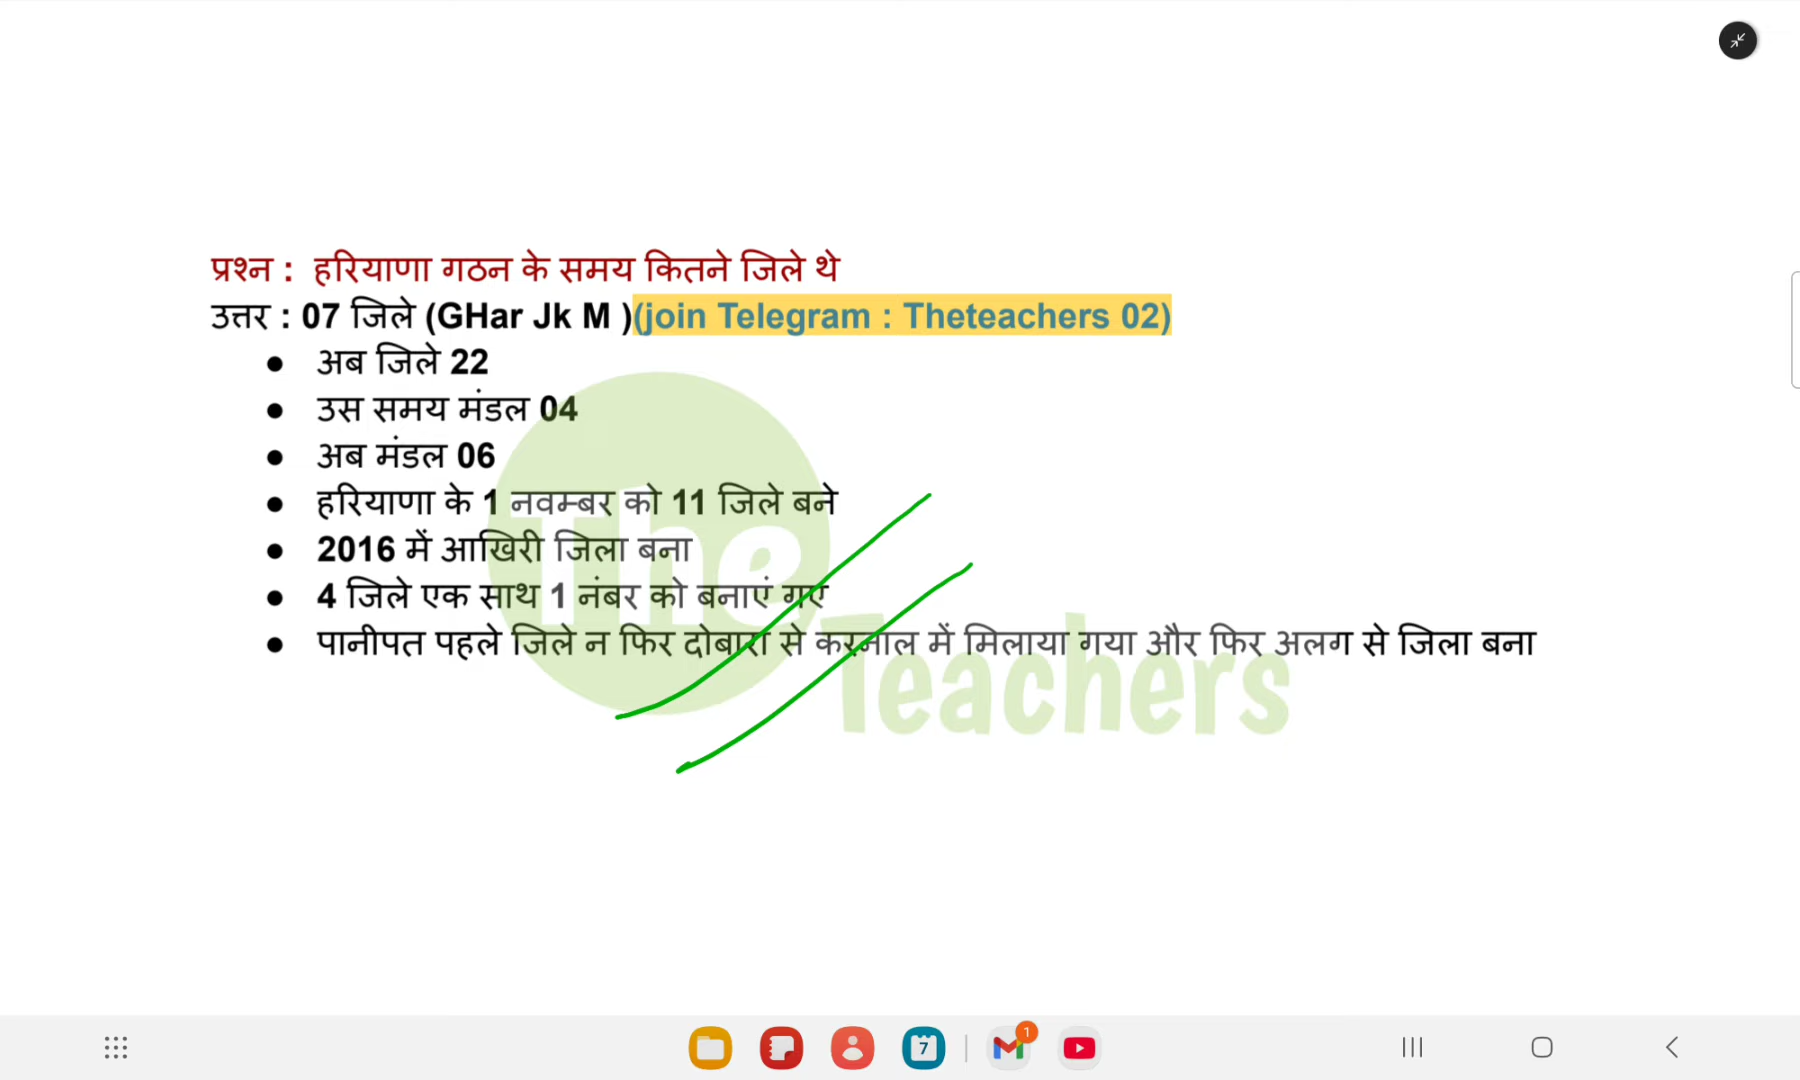 प्रश्न :  हरियाणा गठन के समय कितने जिले थे
उत्तर : 07 जिले (GHar Jk M )(join Telegram : Theteachers 02)
● अब जिले 22
● उस समय मंडल 04
● अब मंडल 06
● हरियाणा के 1 नवम्बर को 11 जिले बने
● 2016 में आखिरी जिला बना
● 4 जिले एक साथ 1 नंबर को बनाएं गए
● पानीपत पहले जिले न फिर दोबारा से करनाल में मिलाया गया और फिर अलग से जिला बना
The
Teachers
7
1